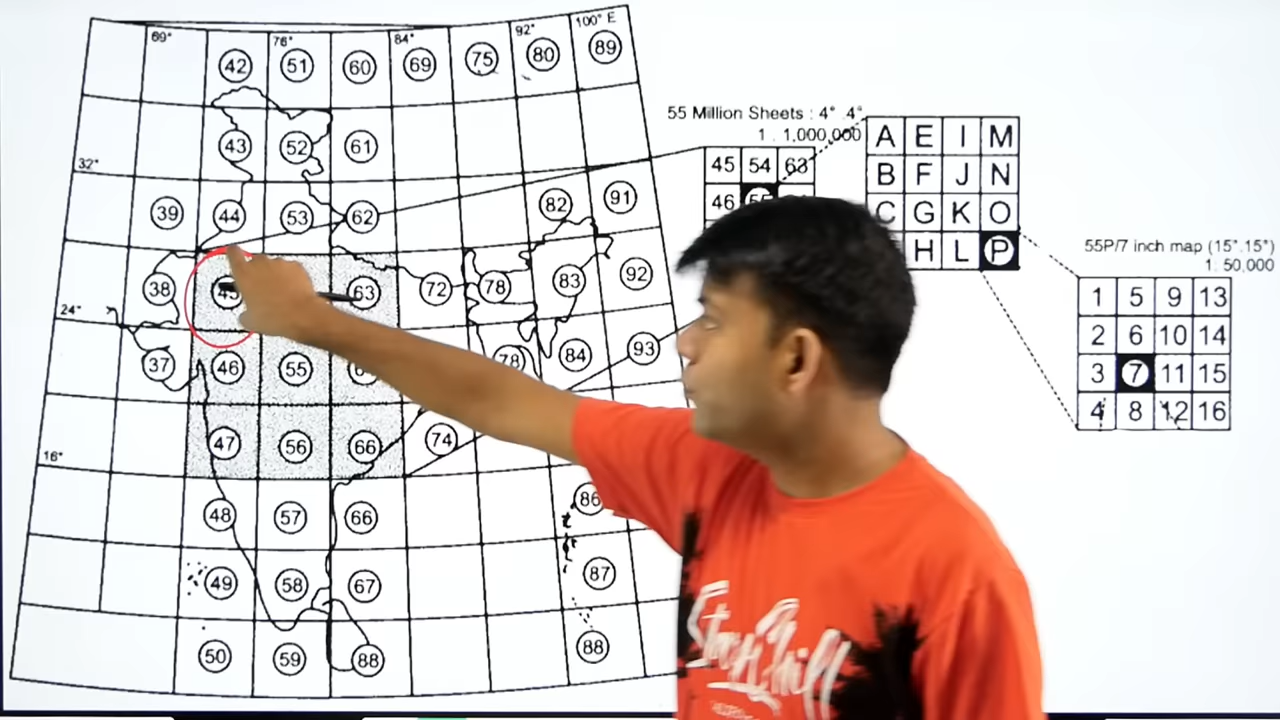 69° 76° 84° 92° 100° E
42 51 60 69 75 80 89
43 52 61
32°
39 44 53 62 82 91
38 45 63 72 78 83 92
24°
37 46 55 78 84 93
47 56 66 74
16°
48 57 66 86
49 58 67 87
50 59 88 88
55 Million Sheets : 4° .4°
1 : 1,000,000
45 54 63
46 55
A E I M
B F J N
C G K O
H L P
55P/7 inch map (15°.15°)
1: 50,000
1 5 9 13
2 6 10 14
3 7 11 15
4 8 12 16